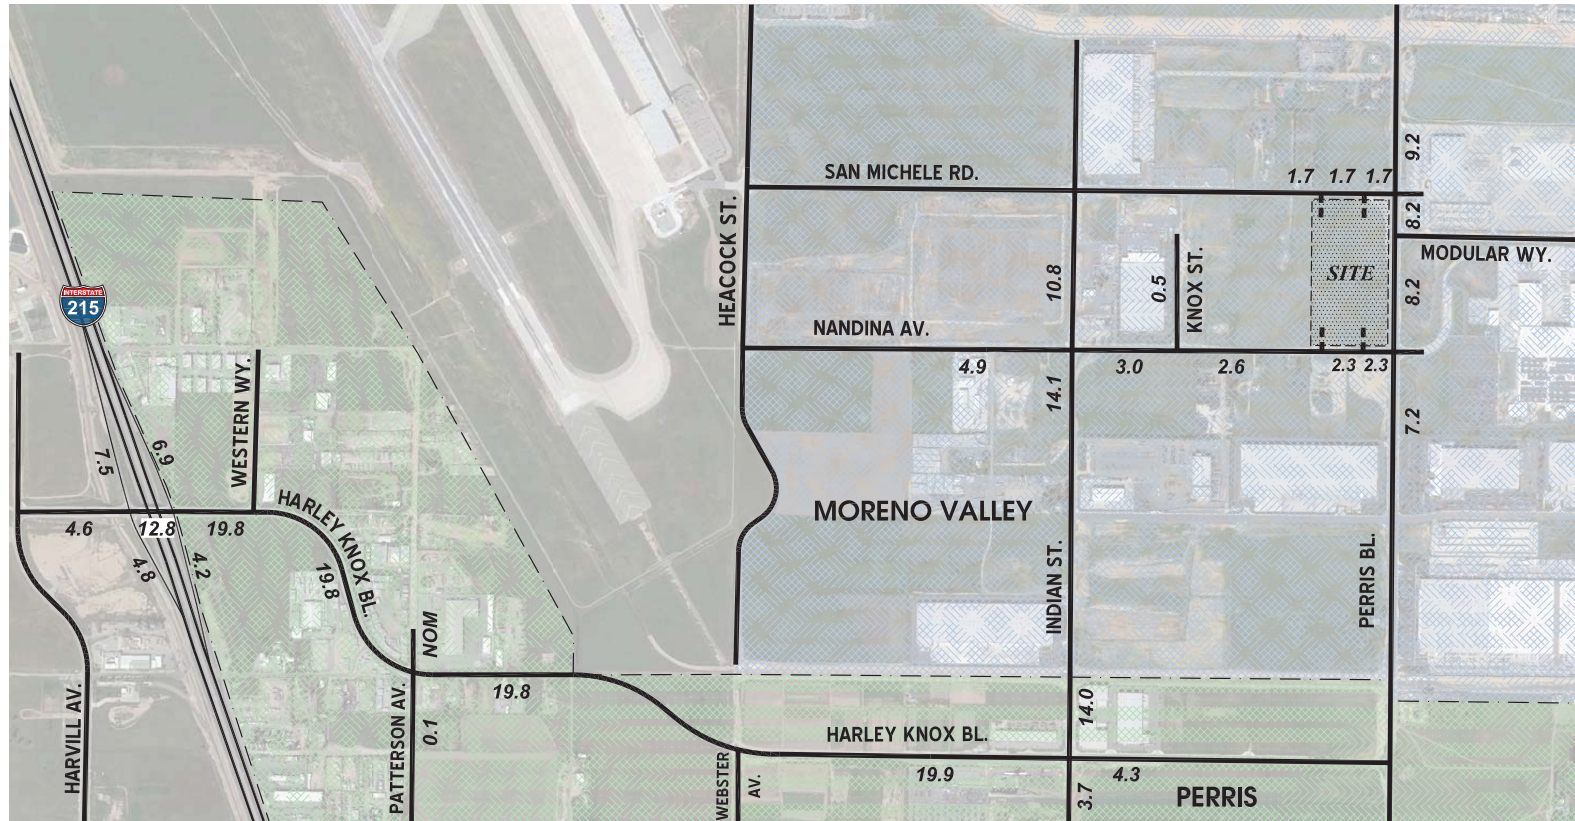 9.2
SAN MICHELE RD.
1.7 1.7 1.7
8.2
HEACOCK ST.
MODULAR WY.
SITE
KNOX ST.
0.5
10.8
8.2
INTERSTATE
215
NANDINA AV.
4.9
3.0
2.6
2.3 2.3
14.1
7.2
WESTERN WY.
6.9
7.5
HARLEY KNOX BL.
MORENO VALLEY
4.6
12.8
19.8
4.8
4.2
19.8
INDIAN ST.
PERRIS BL.
NOM
19.8
HARVILL AV.
PATTERSON AV.
0.1
14.0
HARLEY KNOX BL.
WEBSTER
AV.
19.9
4.3
3.7
PERRIS